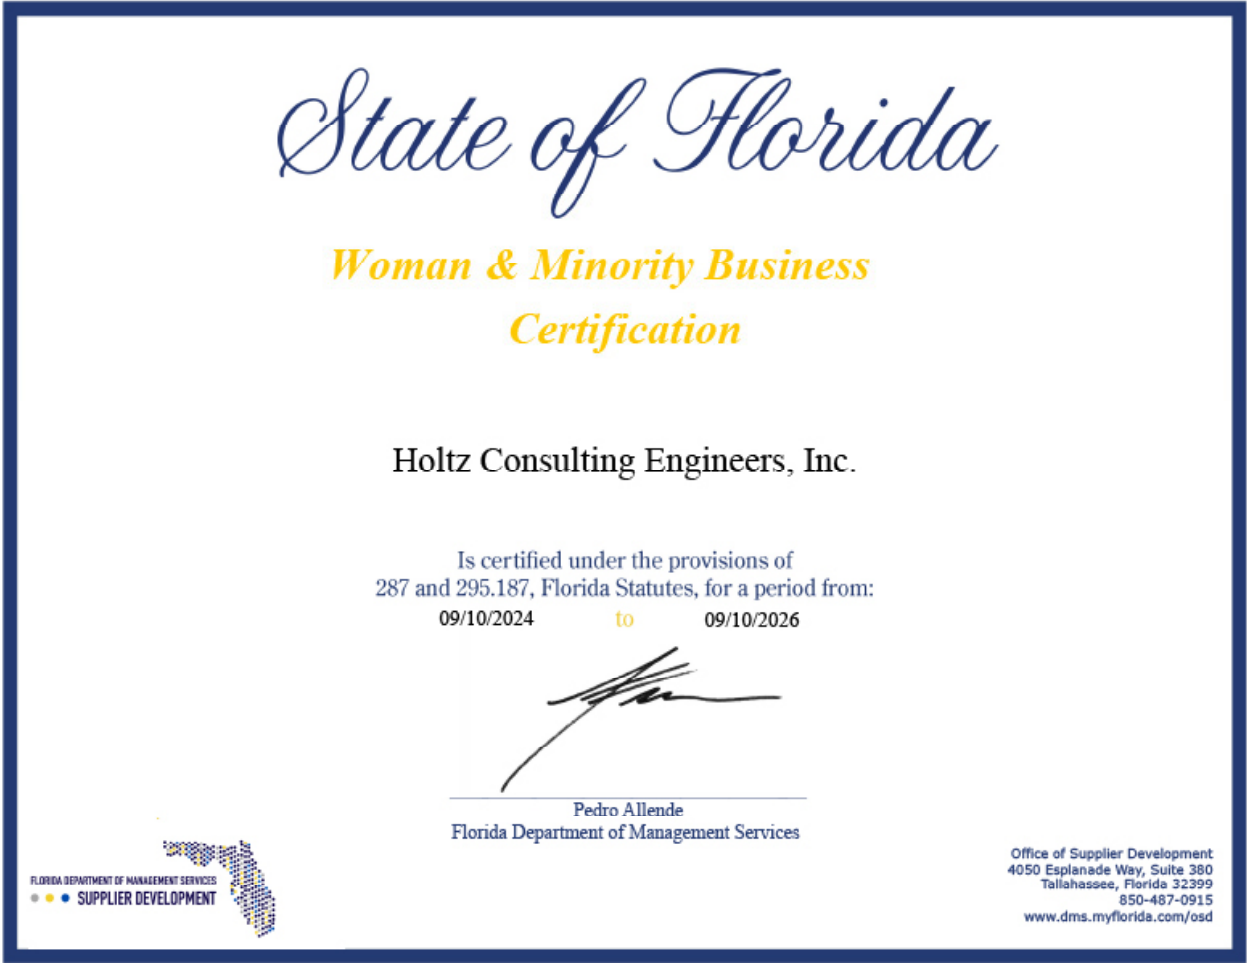 State of Florida
Woman & Minority Business
Certification
Holtz Consulting Engineers, Inc.
Is certified under the provisions of
287 and 295.187, Florida Statutes, for a period from:
09/10/2024 to 09/10/2026
Pedro Allende
Florida Department of Management Services
FLORIDA DEPARTMENT OF MANAGEMENT SERVICES
SUPPLIER DEVELOPMENT
Office of Supplier Development
4050 Esplanade Way, Suite 380
Tallahassee, Florida 32399
850-487-0915
www.dms.myflorida.com/osd